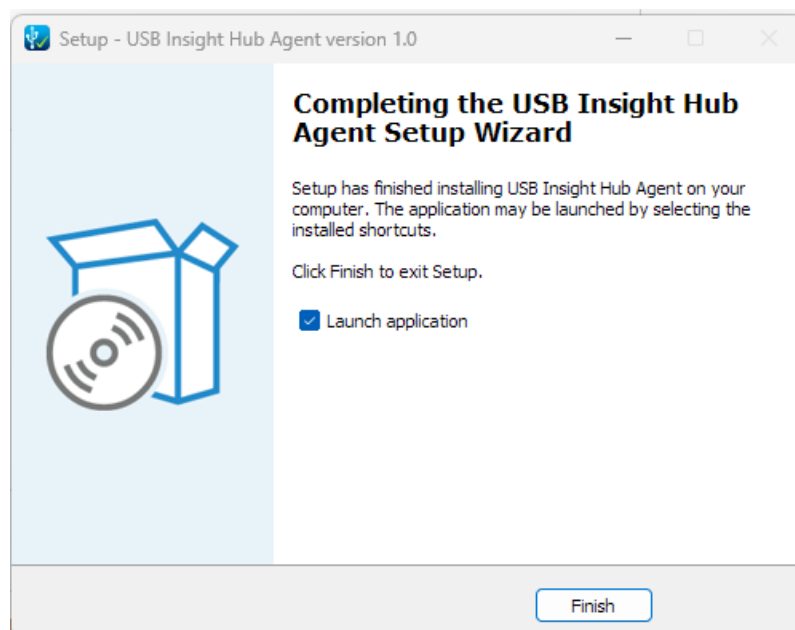 Setup - USB Insight Hub Agent version 1.0
Completing the USB Insight Hub
Agent Setup Wizard
Setup has finished installing USB Insight Hub Agent on your
computer. The application may be launched by selecting the
installed shortcuts.
Click Finish to exit Setup.
Launch application
Finish